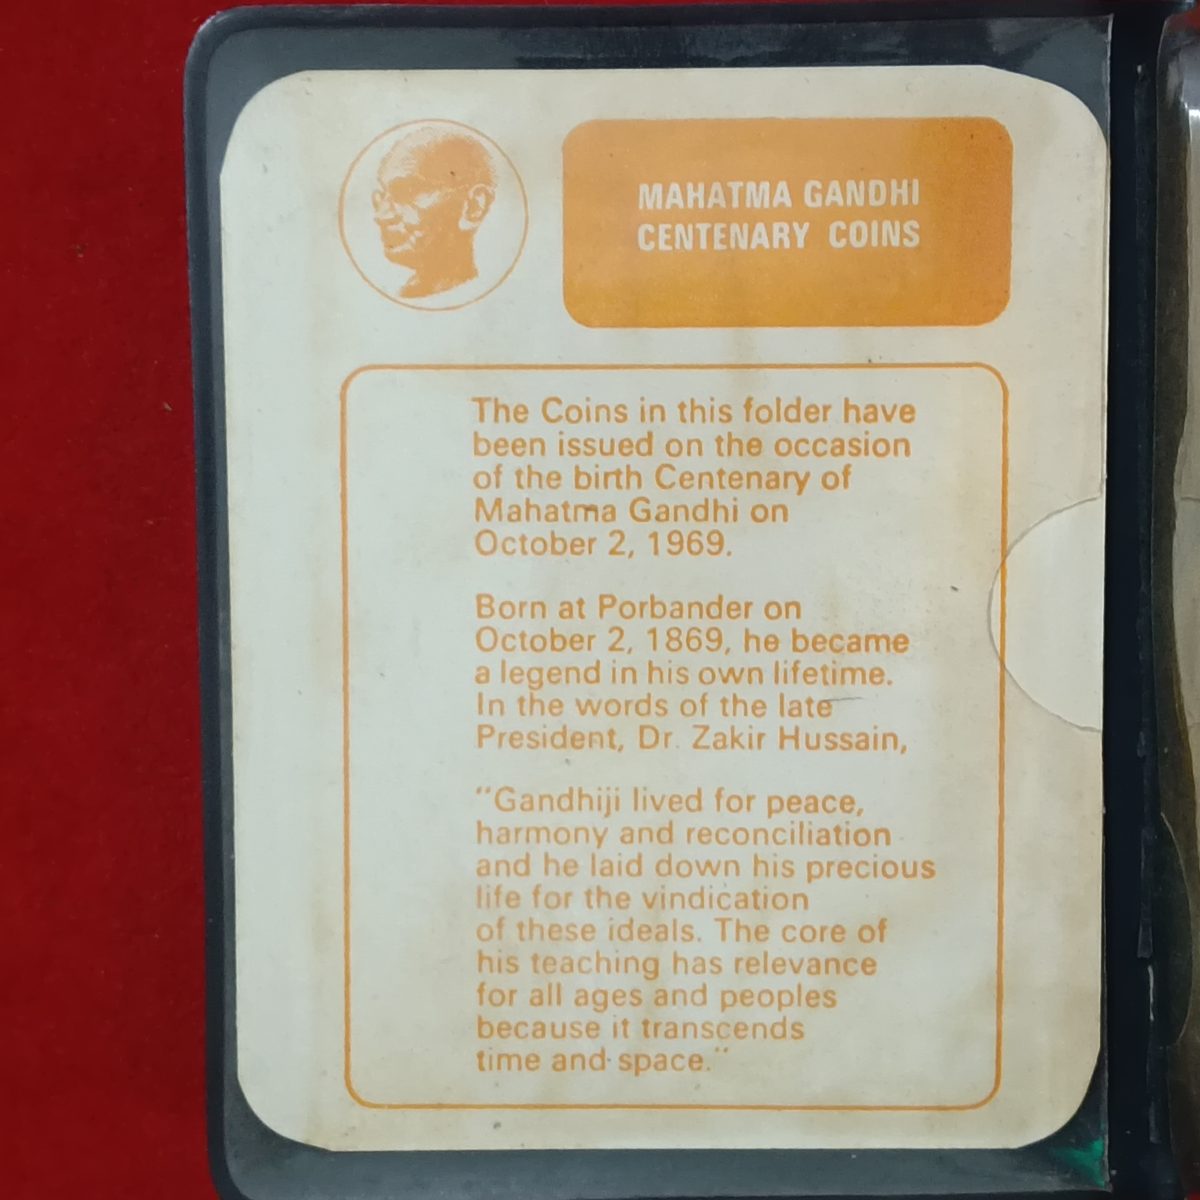 MAHATMA GANDHI
CENTENARY COINS
The Coins in this folder have
been issued on the occasion
of the birth Centenary of
Mahatma Gandhi on
October 2, 1969.
Born at Porbander on
October 2, 1869, he became
a legend in his own lifetime.
In the words of the late
President, Dr. Zakir Hussain,
“Gandhiji lived for peace,
harmony and reconciliation
and he laid down his precious
life for the vindication
of these ideals. The core of
his teaching has relevance
for all ages and peoples
because it transcends
time and space.”